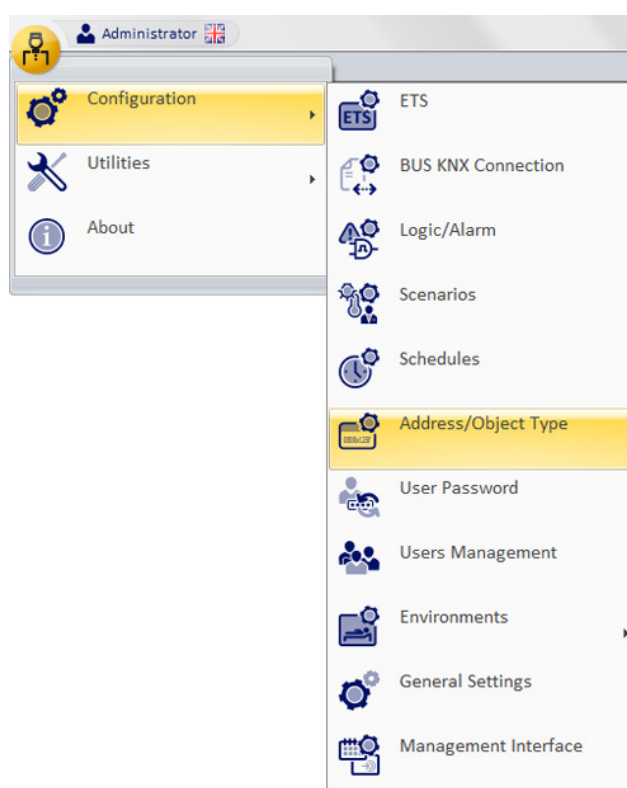 Administrator
Configuration
Utilities
About
ETS
ETS
BUS KNX Connection
Logic/Alarm
Scenarios
Schedules
Address/Object Type
User Password
Users Management
Environments
General Settings
Management Interface